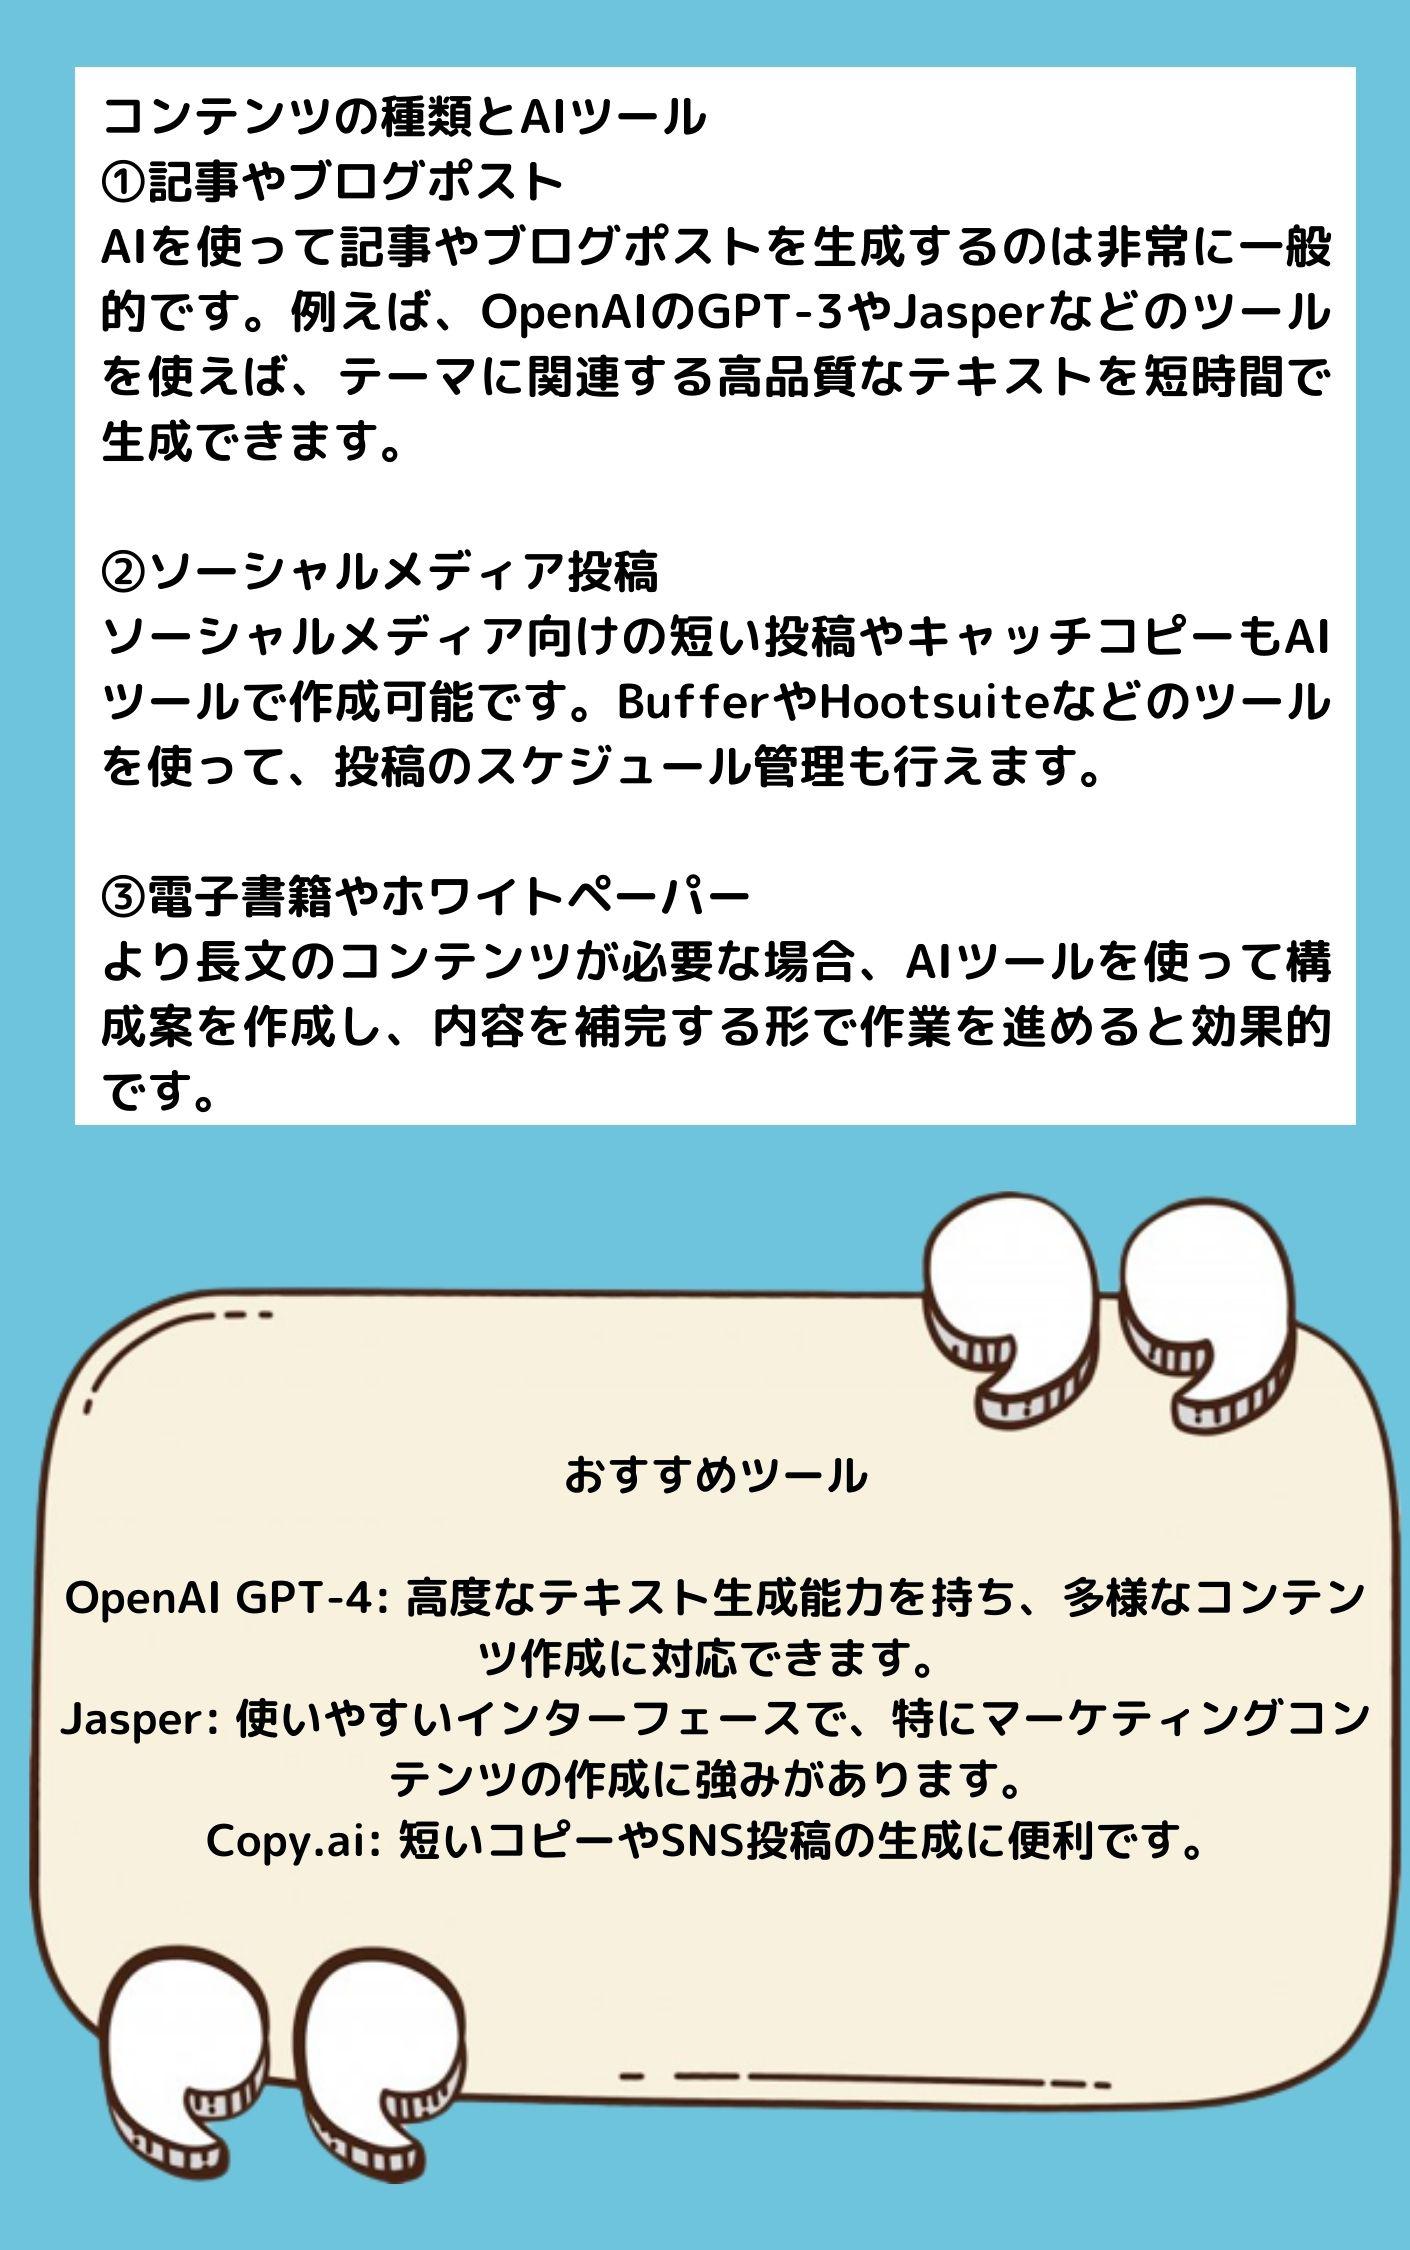 コンテンツの種類とAIツール
①記事やブログポスト
AIを使って記事やブログポストを生成するのは非常に一般
的です。例えば、OpenAIのGPT-3やJasperなどのツール
を使えば、テーマに関連する高品質なテキストを短時間で
生成できます。
②ソーシャルメディア投稿
ソーシャルメディア向けの短い投稿やキャッチコピーもAI
ツールで作成可能です。BufferやHootsuiteなどのツール
を使って、投稿のスケジュール管理も行えます。
③電子書籍やホワイトペーパー
より長文のコンテンツが必要な場合、AIツールを使って構
成案を作成し、内容を補完する形で作業を進めると効果的
です。
おすすめツール
OpenAI GPT-4: 高度なテキスト生成能力を持ち、多様なコンテン
ツ作成に対応できます。
Jasper: 使いやすいインターフェースで、特にマーケティングコン
テンツの作成に強みがあります。
Copy.ai: 短いコピーやSNS投稿の生成に便利です。